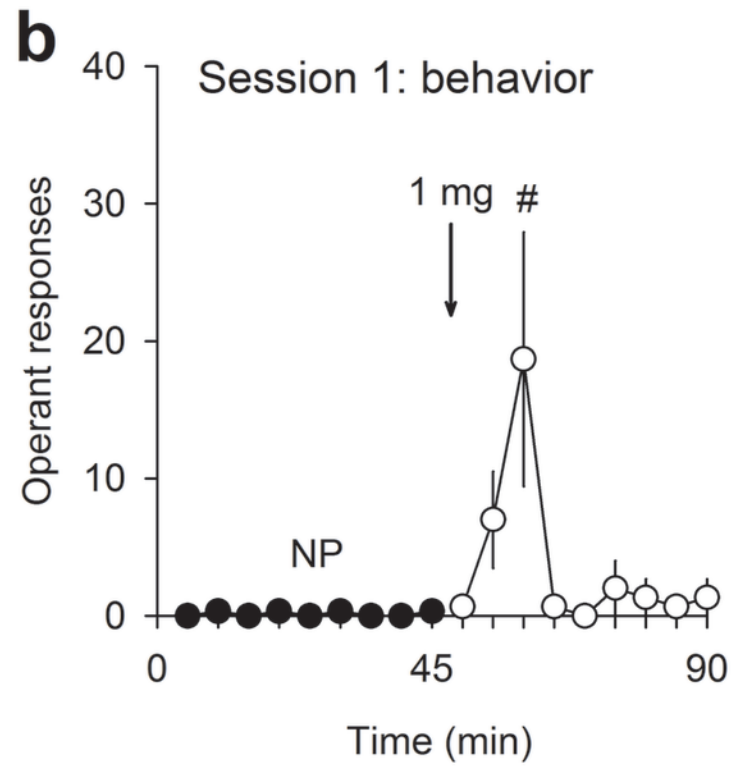 b
Session 1: behavior
40
30
20
10
0
Operant responses
1 mg #
NP
0 45 90
Time (min)